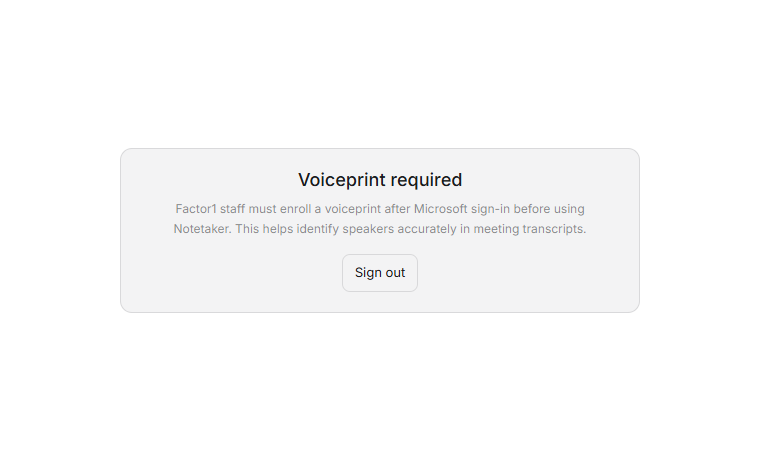 Voiceprint required
Factor1 staff must enroll a voiceprint after Microsoft sign-in before using
Notetaker. This helps identify speakers accurately in meeting transcripts.
Sign out